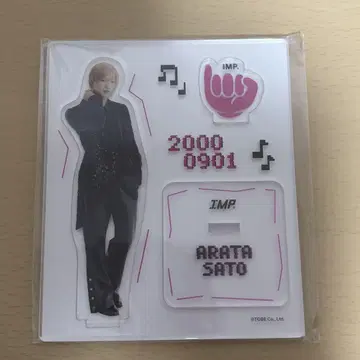 IMP.
2000
0901
IMP.
ARATA
SATO
©TOBE Co., Ltd.